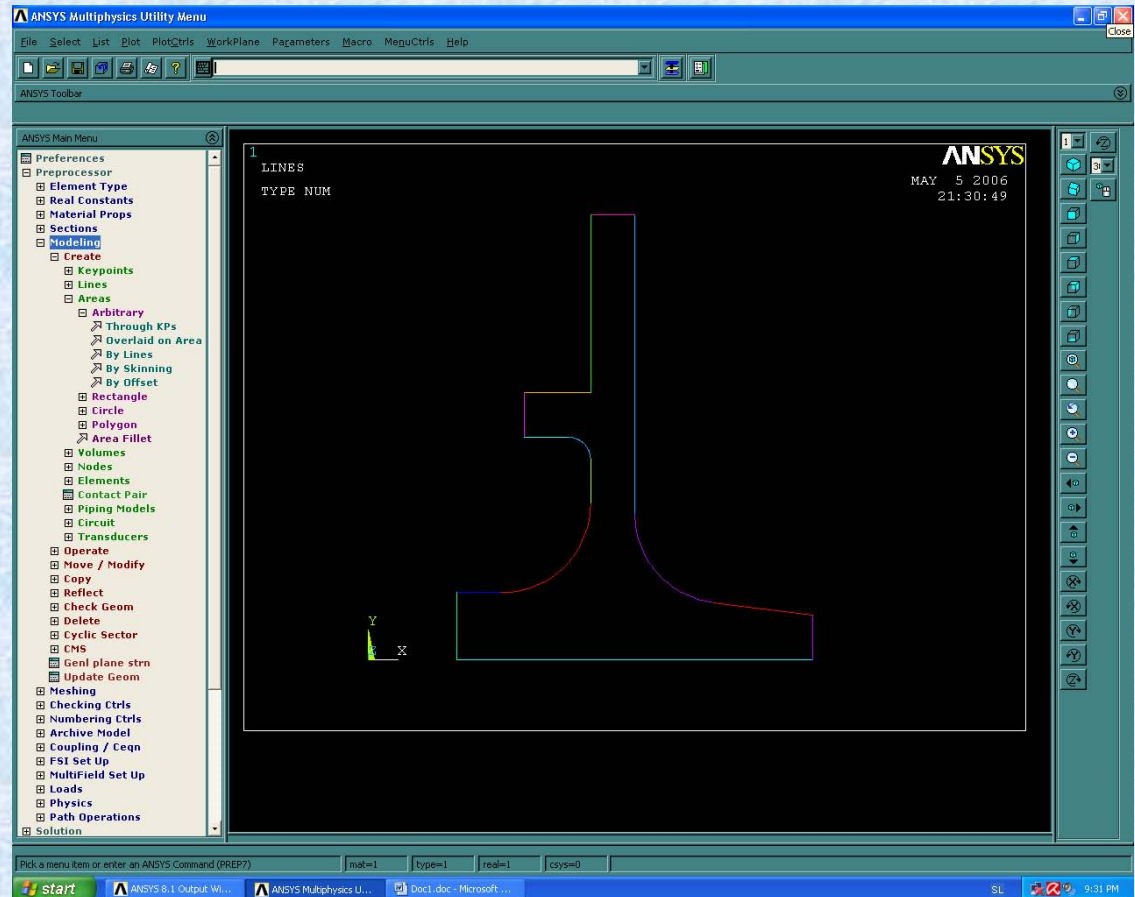 ANSYS Multiphysics Utility Menu
Close
File Select List Plot PlotCtrls WorkPlane Parameters Macro MenuCtrls Help
ANSYS Toolbar
ANSYS Main Menu
Preferences
Preprocessor
Element Type
Real Constants
Material Props
Sections
Modeling
Create
Keypoints
Lines
Areas
Arbitrary
Through KPs
Overlaid on Area
By Lines
By Skinning
By Offset
Rectangle
Circle
Polygon
Area Fillet
Volumes
Nodes
Elements
Contact Pair
Piping Models
Circuit
Transducers
Operate
Move / Modify
Copy
Reflect
Check Geom
Delete
Cyclic Sector
CMS
Genl plane strn
Update Geom
Meshing
Checking Ctrls
Numbering Ctrls
Archive Model
Coupling / Ceqn
FSI Set Up
MultiField Set Up
Loads
Physics
Path Operations
Solution
1
LINES
TYPE NUM
ANSYS
MAY 5 2006
21:30:49
Y
X
1
Pick a menu item or enter an ANSYS Command (PREP7)
mat=1
type=1
real=1
csys=0
start
ANSYS 8.1 Output Wi...
ANSYS Multiphysics U...
Doc1.doc - Microsoft ...
SL
9:31 PM